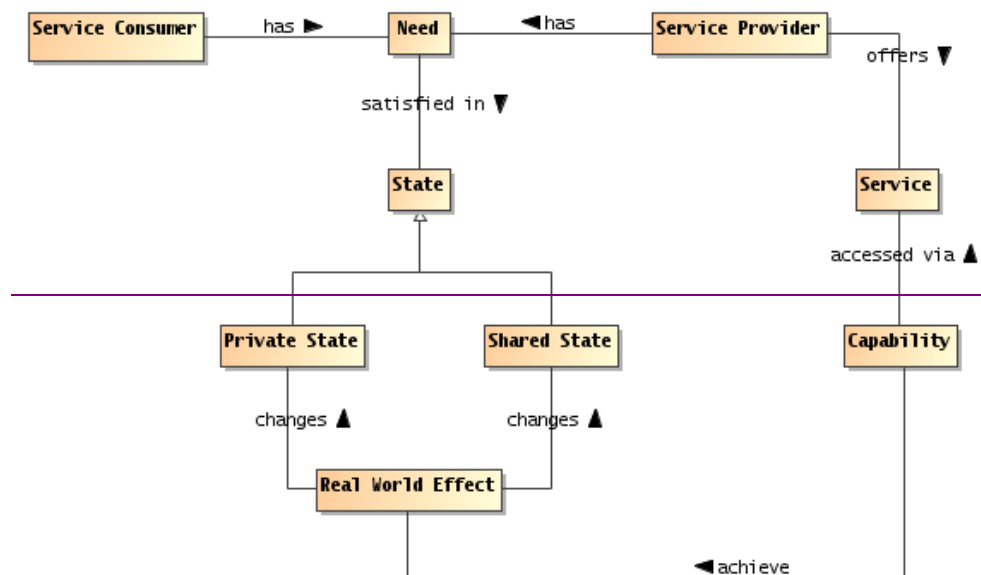 Service Consumer
has
Need
has
Service Provider
offers
satisfied in
State
Service
accessed via
Private State
Shared State
Capability
changes
changes
Real World Effect
achieve